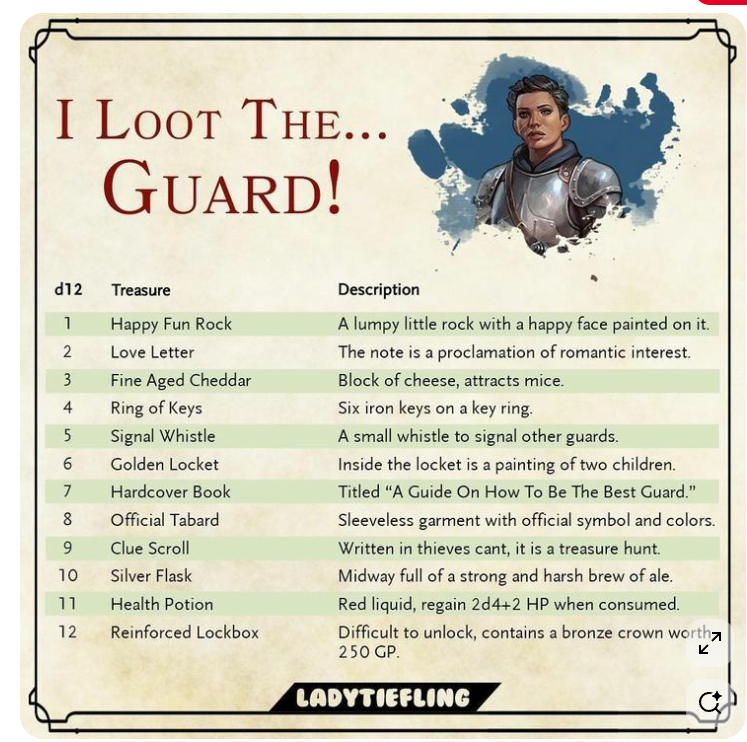 I Loot The...
Guard!
d12 Treasure Description
1 Happy Fun Rock A lumpy little rock with a happy face painted on it.
2 Love Letter The note is a proclamation of romantic interest.
3 Fine Aged Cheddar Block of cheese, attracts mice.
4 Ring of Keys Six iron keys on a key ring.
5 Signal Whistle A small whistle to signal other guards.
6 Golden Locket Inside the locket is a painting of two children.
7 Hardcover Book Titled “A Guide On How To Be The Best Guard.”
8 Official Tabard Sleeveless garment with official symbol and colors.
9 Clue Scroll Written in thieves cant, it is a treasure hunt.
10 Silver Flask Midway full of a strong and harsh brew of ale.
11 Health Potion Red liquid, regain 2d4+2 HP when consumed.
12 Reinforced Lockbox Difficult to unlock, contains a bronze crown worth
250 GP.
LADYTIEFLING